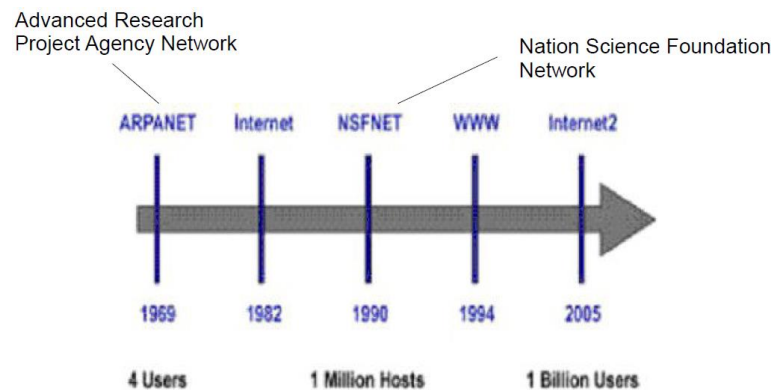 Advanced Research
Project Agency Network
Nation Science Foundation
Network
ARPANET Internet NSFNET WWW Internet2
1969 1982 1990 1994 2005
4 Users 1 Million Hosts 1 Billion Users